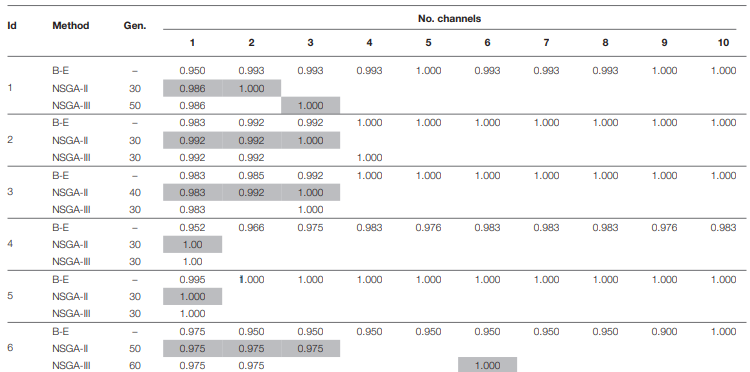 Id Method Gen. No. channels
1 2 3 4 5 6 7 8 9 10
B-E – 0.950 0.993 0.993 0.993 1.000 0.993 0.993 0.993 1.000 1.000
1 NSGA-II 30 0.986 1.000
NSGA-III 50 0.986 1.000
B-E – 0.983 0.992 0.992 1.000 1.000 1.000 1.000 1.000 1.000 1.000
2 NSGA-II 30 0.992 0.992 1.000
NSGA-III 30 0.992 0.992 1.000
B-E – 0.983 0.985 0.992 1.000 1.000 1.000 1.000 1.000 1.000 1.000
3 NSGA-II 40 0.983 0.992 1.000
NSGA-III 30 0.983 1.000
B-E – 0.952 0.966 0.975 0.983 0.976 0.983 0.983 0.983 0.976 0.983
4 NSGA-II 30 1.00
NSGA-III 30 1.00
B-E – 0.995 1.000 1.000 1.000 1.000 1.000 1.000 1.000 1.000 1.000
5 NSGA-II 30 1.000
NSGA-III 30 1.000
B-E – 0.975 0.950 0.950 0.950 0.950 0.950 0.950 0.950 0.900 1.000
6 NSGA-II 50 0.975 0.975 0.975
NSGA-III 60 0.975 0.975 1.000